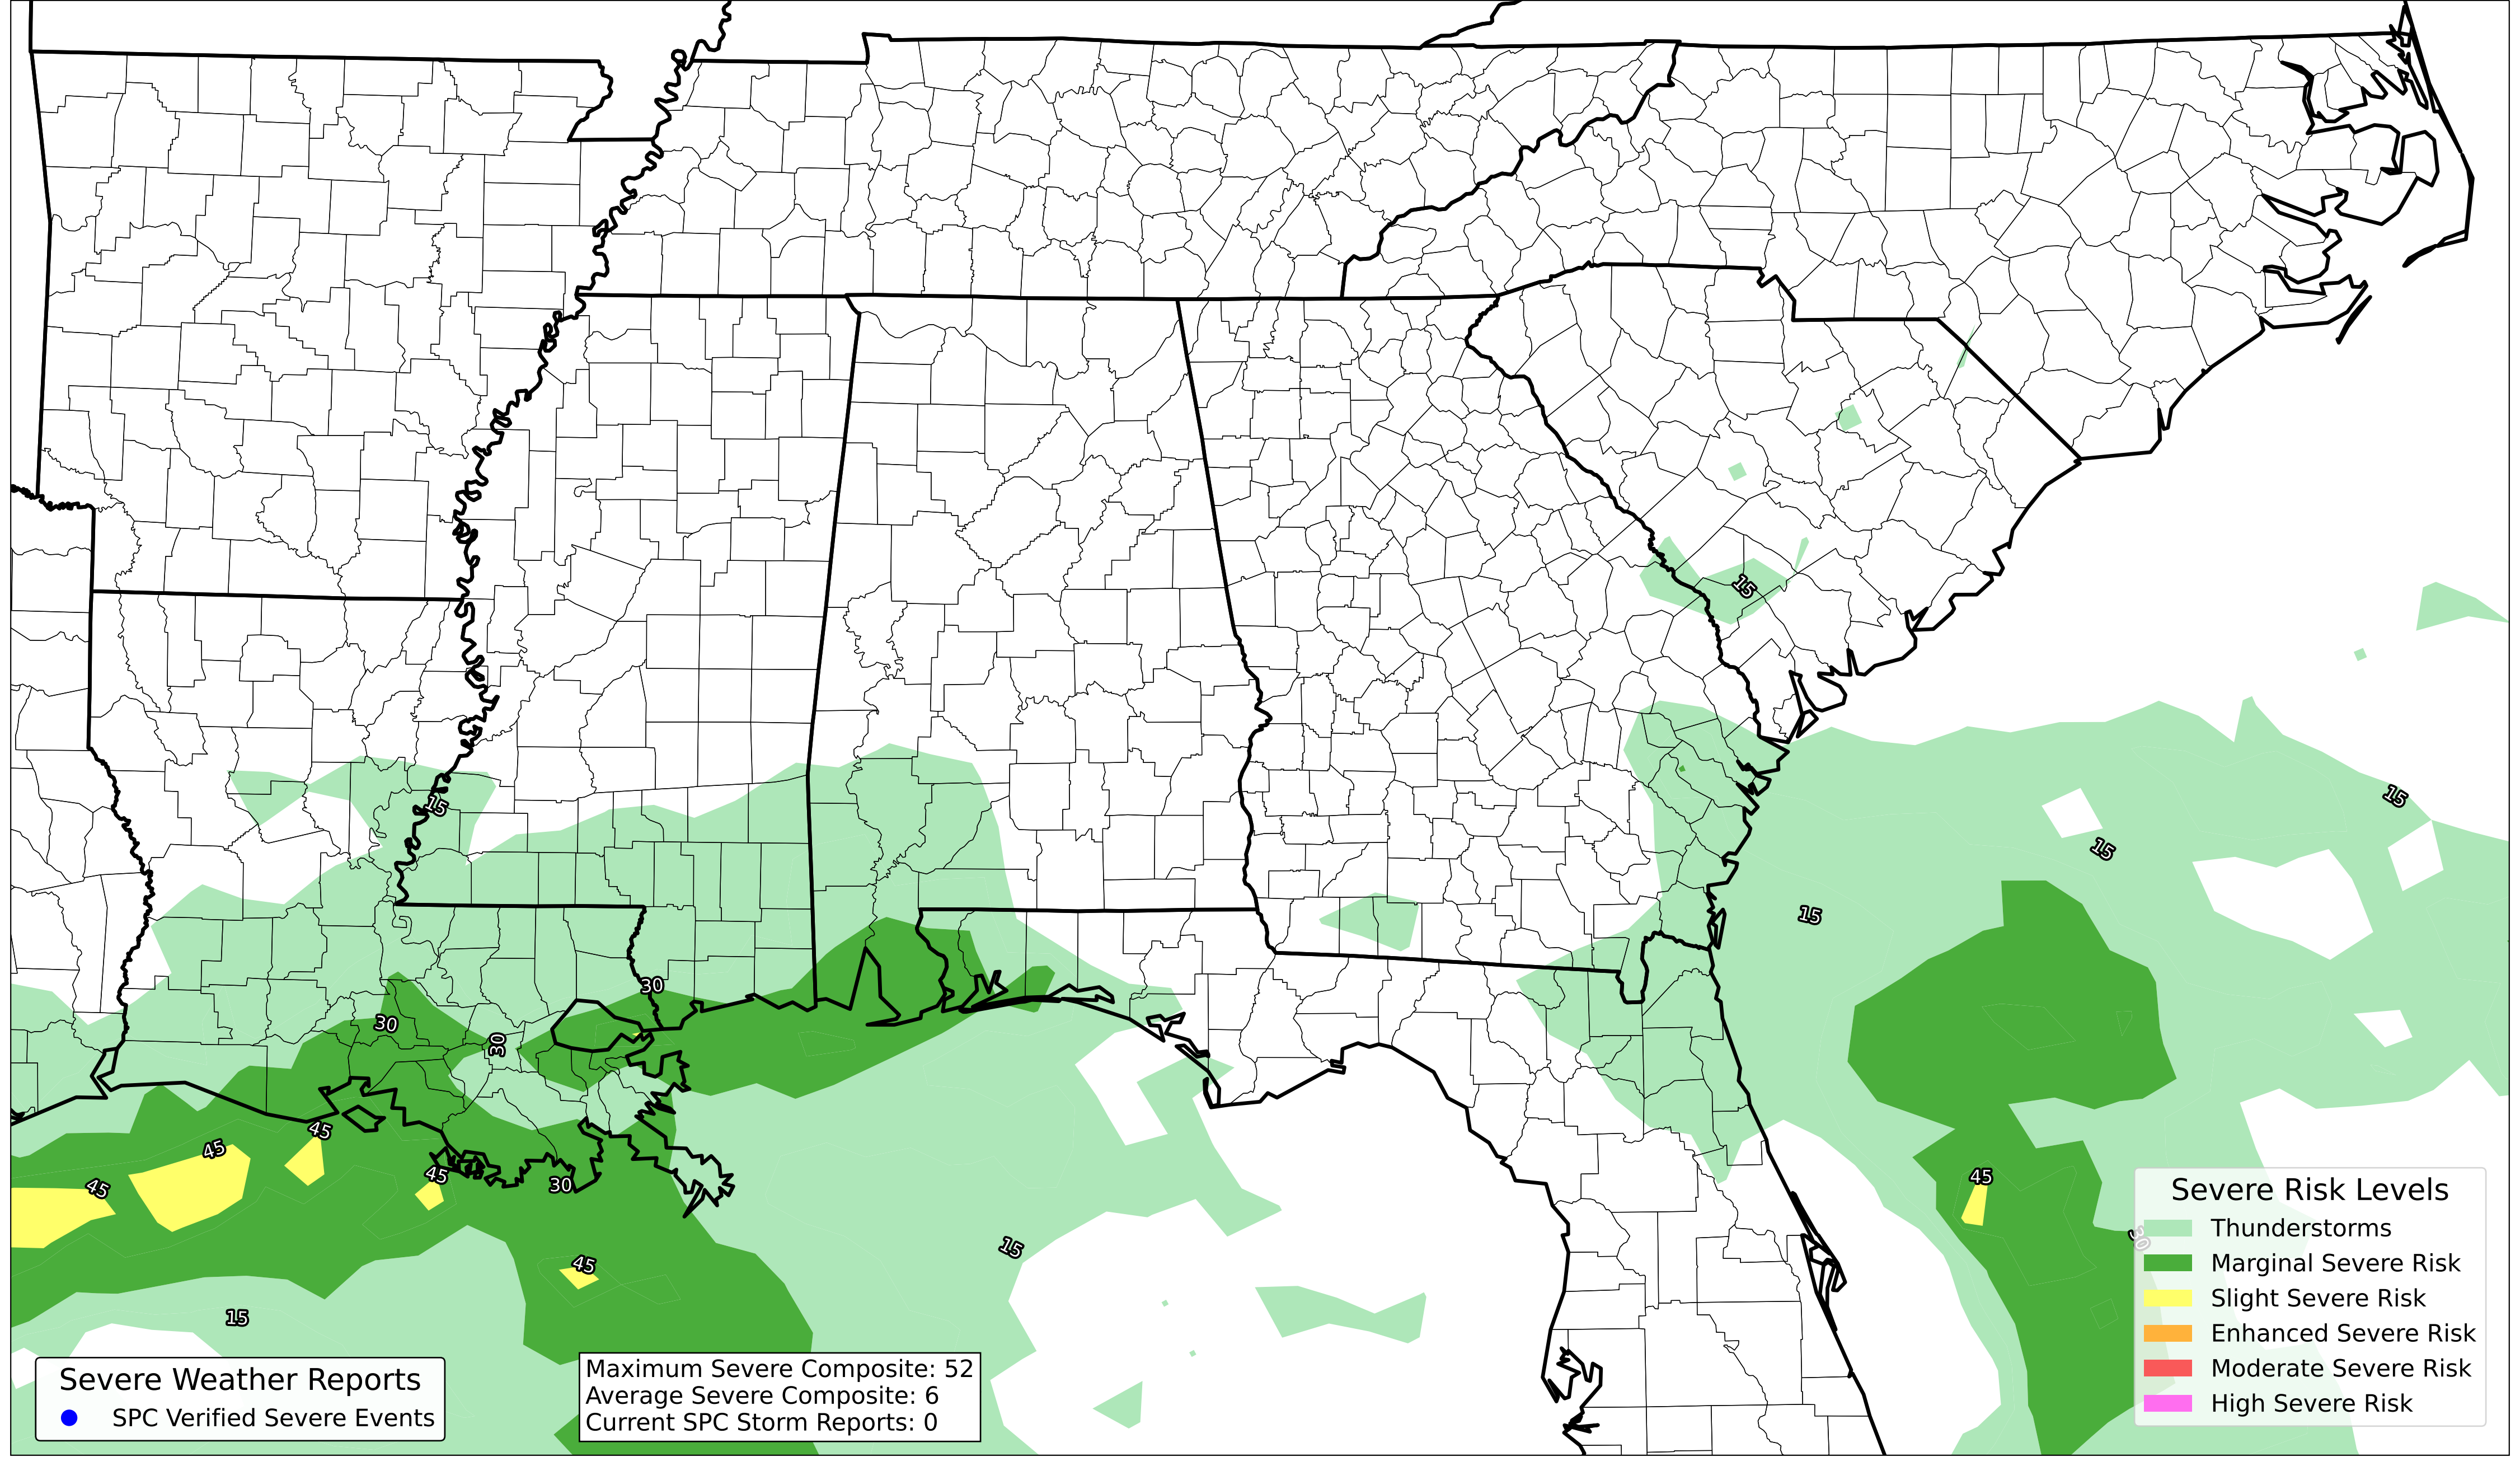 15
15
15
15
15
30
30
30
45
45
45
45
30
45
45
15
15
30
Severe Risk Levels
Thunderstorms
Marginal Severe Risk
Slight Severe Risk
Enhanced Severe Risk
Moderate Severe Risk
High Severe Risk
Severe Weather Reports
SPC Verified Severe Events
Maximum Severe Composite: 52
Average Severe Composite: 6
Current SPC Storm Reports: 0